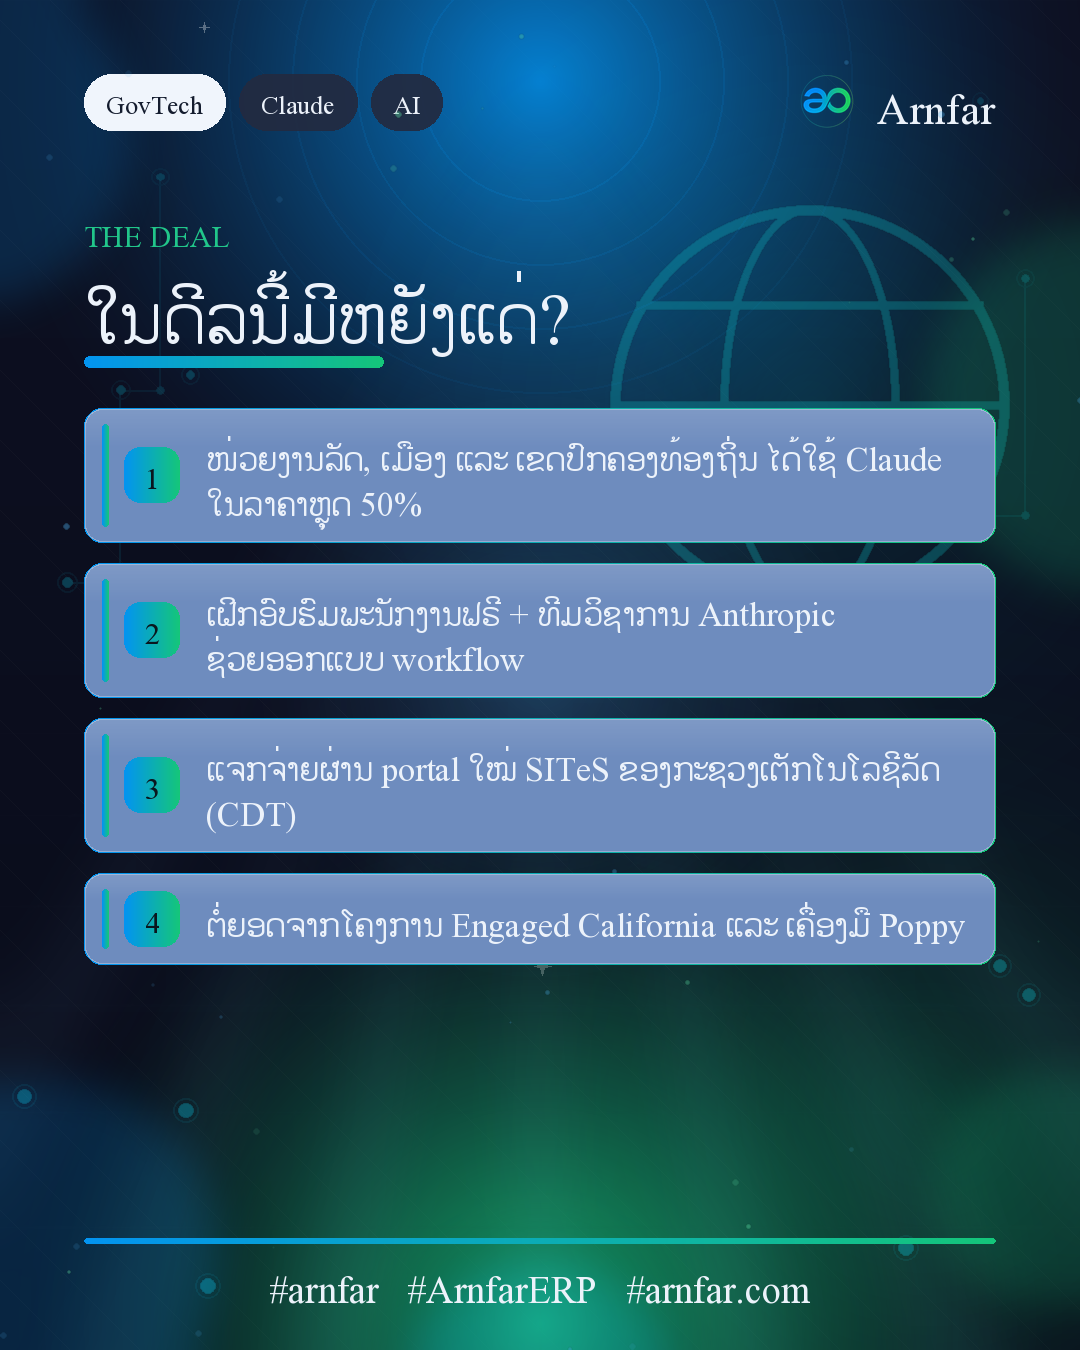 GovTech
Claude
AI
Arnfar
THE DEAL
ໃນດີລນີ້ມີຫຍັງແດ່?
1
ໜ່ວຍງານລັດ, ເມືອງ ແລະ ເຂດປົກຄອງທ້ອງຖິ່ນ ໄດ້ໃຊ້ Claude
ໃນລາຄາຫຼຸດ 50%
2
ເຝິກອົບຮົມພະນັກງານຟຣີ + ທີມວິຊາການ Anthropic
ຊ່ວຍອອກແບບ workflow
3
ແຈກຈ່າຍຜ່ານ portal ໃໝ່ SITeS ຂອງກະຊວງເຕັກໂນໂລຊີລັດ
(CDT)
4
ຕໍ່ຍອດຈາກໂຄງການ Engaged California ແລະ ເຄື່ອງມື Poppy
#arnfar #ArnfarERP #arnfar.com